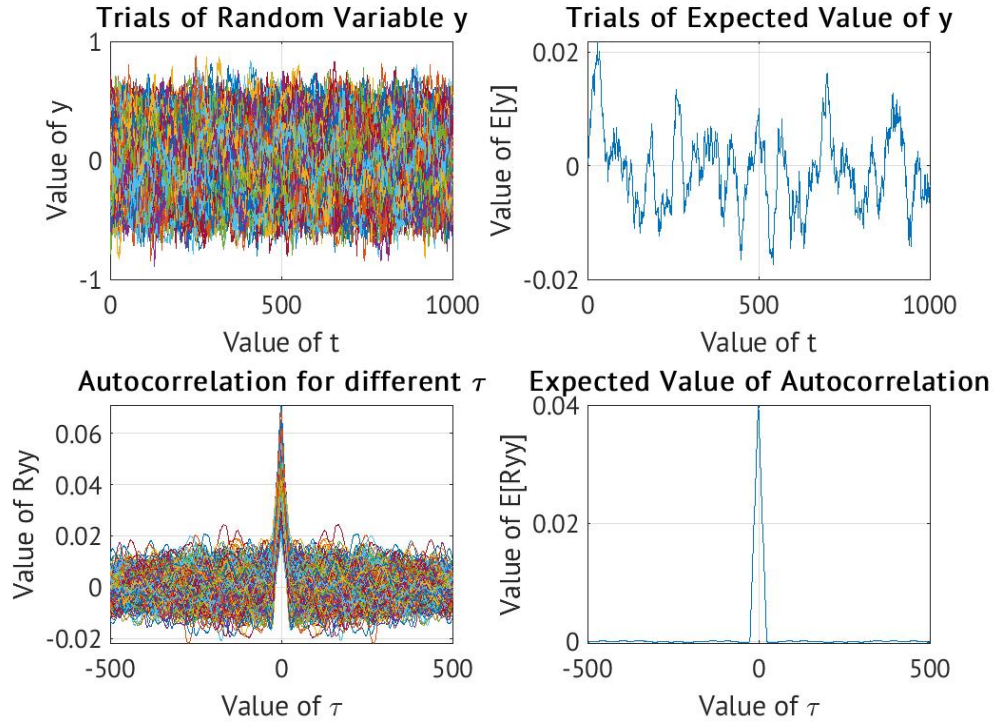 Trials of Random Variable y
1
0
-1
Value of y
0 500 1000
Value of t
Trials of Expected Value of y
0.02
0
-0.02
Value of E[y]
0 500 1000
Value of t
Autocorrelation for different τ
0.06
0.04
0.02
0
-0.02
Value of Ryy
-500 0 500
Value of τ
Expected Value of Autocorrelation
0.04
0.02
0
Value of E[Ryy]
-500 0 500
Value of τ